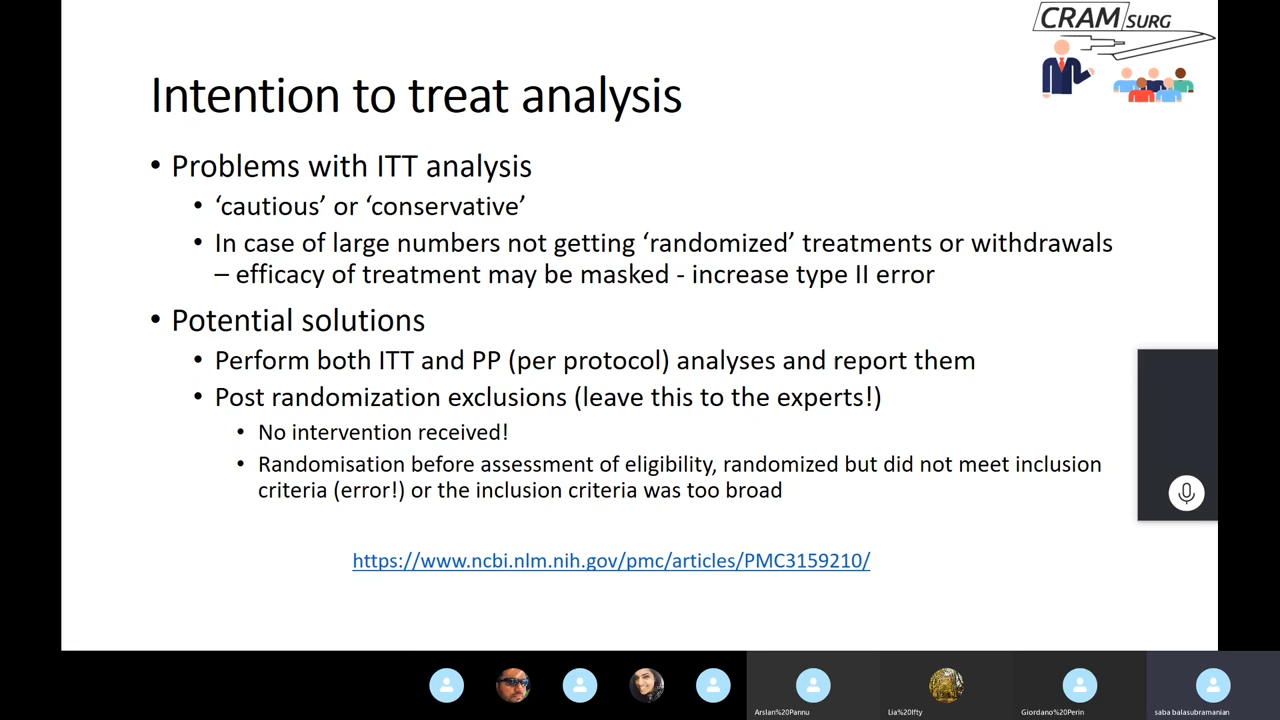 CRAM SURG
Intention to treat analysis
• Problems with ITT analysis
• ‘cautious’ or ‘conservative’
• In case of large numbers not getting ‘randomized’ treatments or withdrawals
– efficacy of treatment may be masked - increase type II error
• Potential solutions
• Perform both ITT and PP (per protocol) analyses and report them
• Post randomization exclusions (leave this to the experts!)
• No intervention received!
• Randomisation before assessment of eligibility, randomized but did not meet inclusion
criteria (error!) or the inclusion criteria was too broad
https://www.ncbi.nlm.nih.gov/pmc/articles/PMC3159210/
Arslan%20Pannu
Lia%20Ifty
Giordano%20Perin
saba balasubramanian